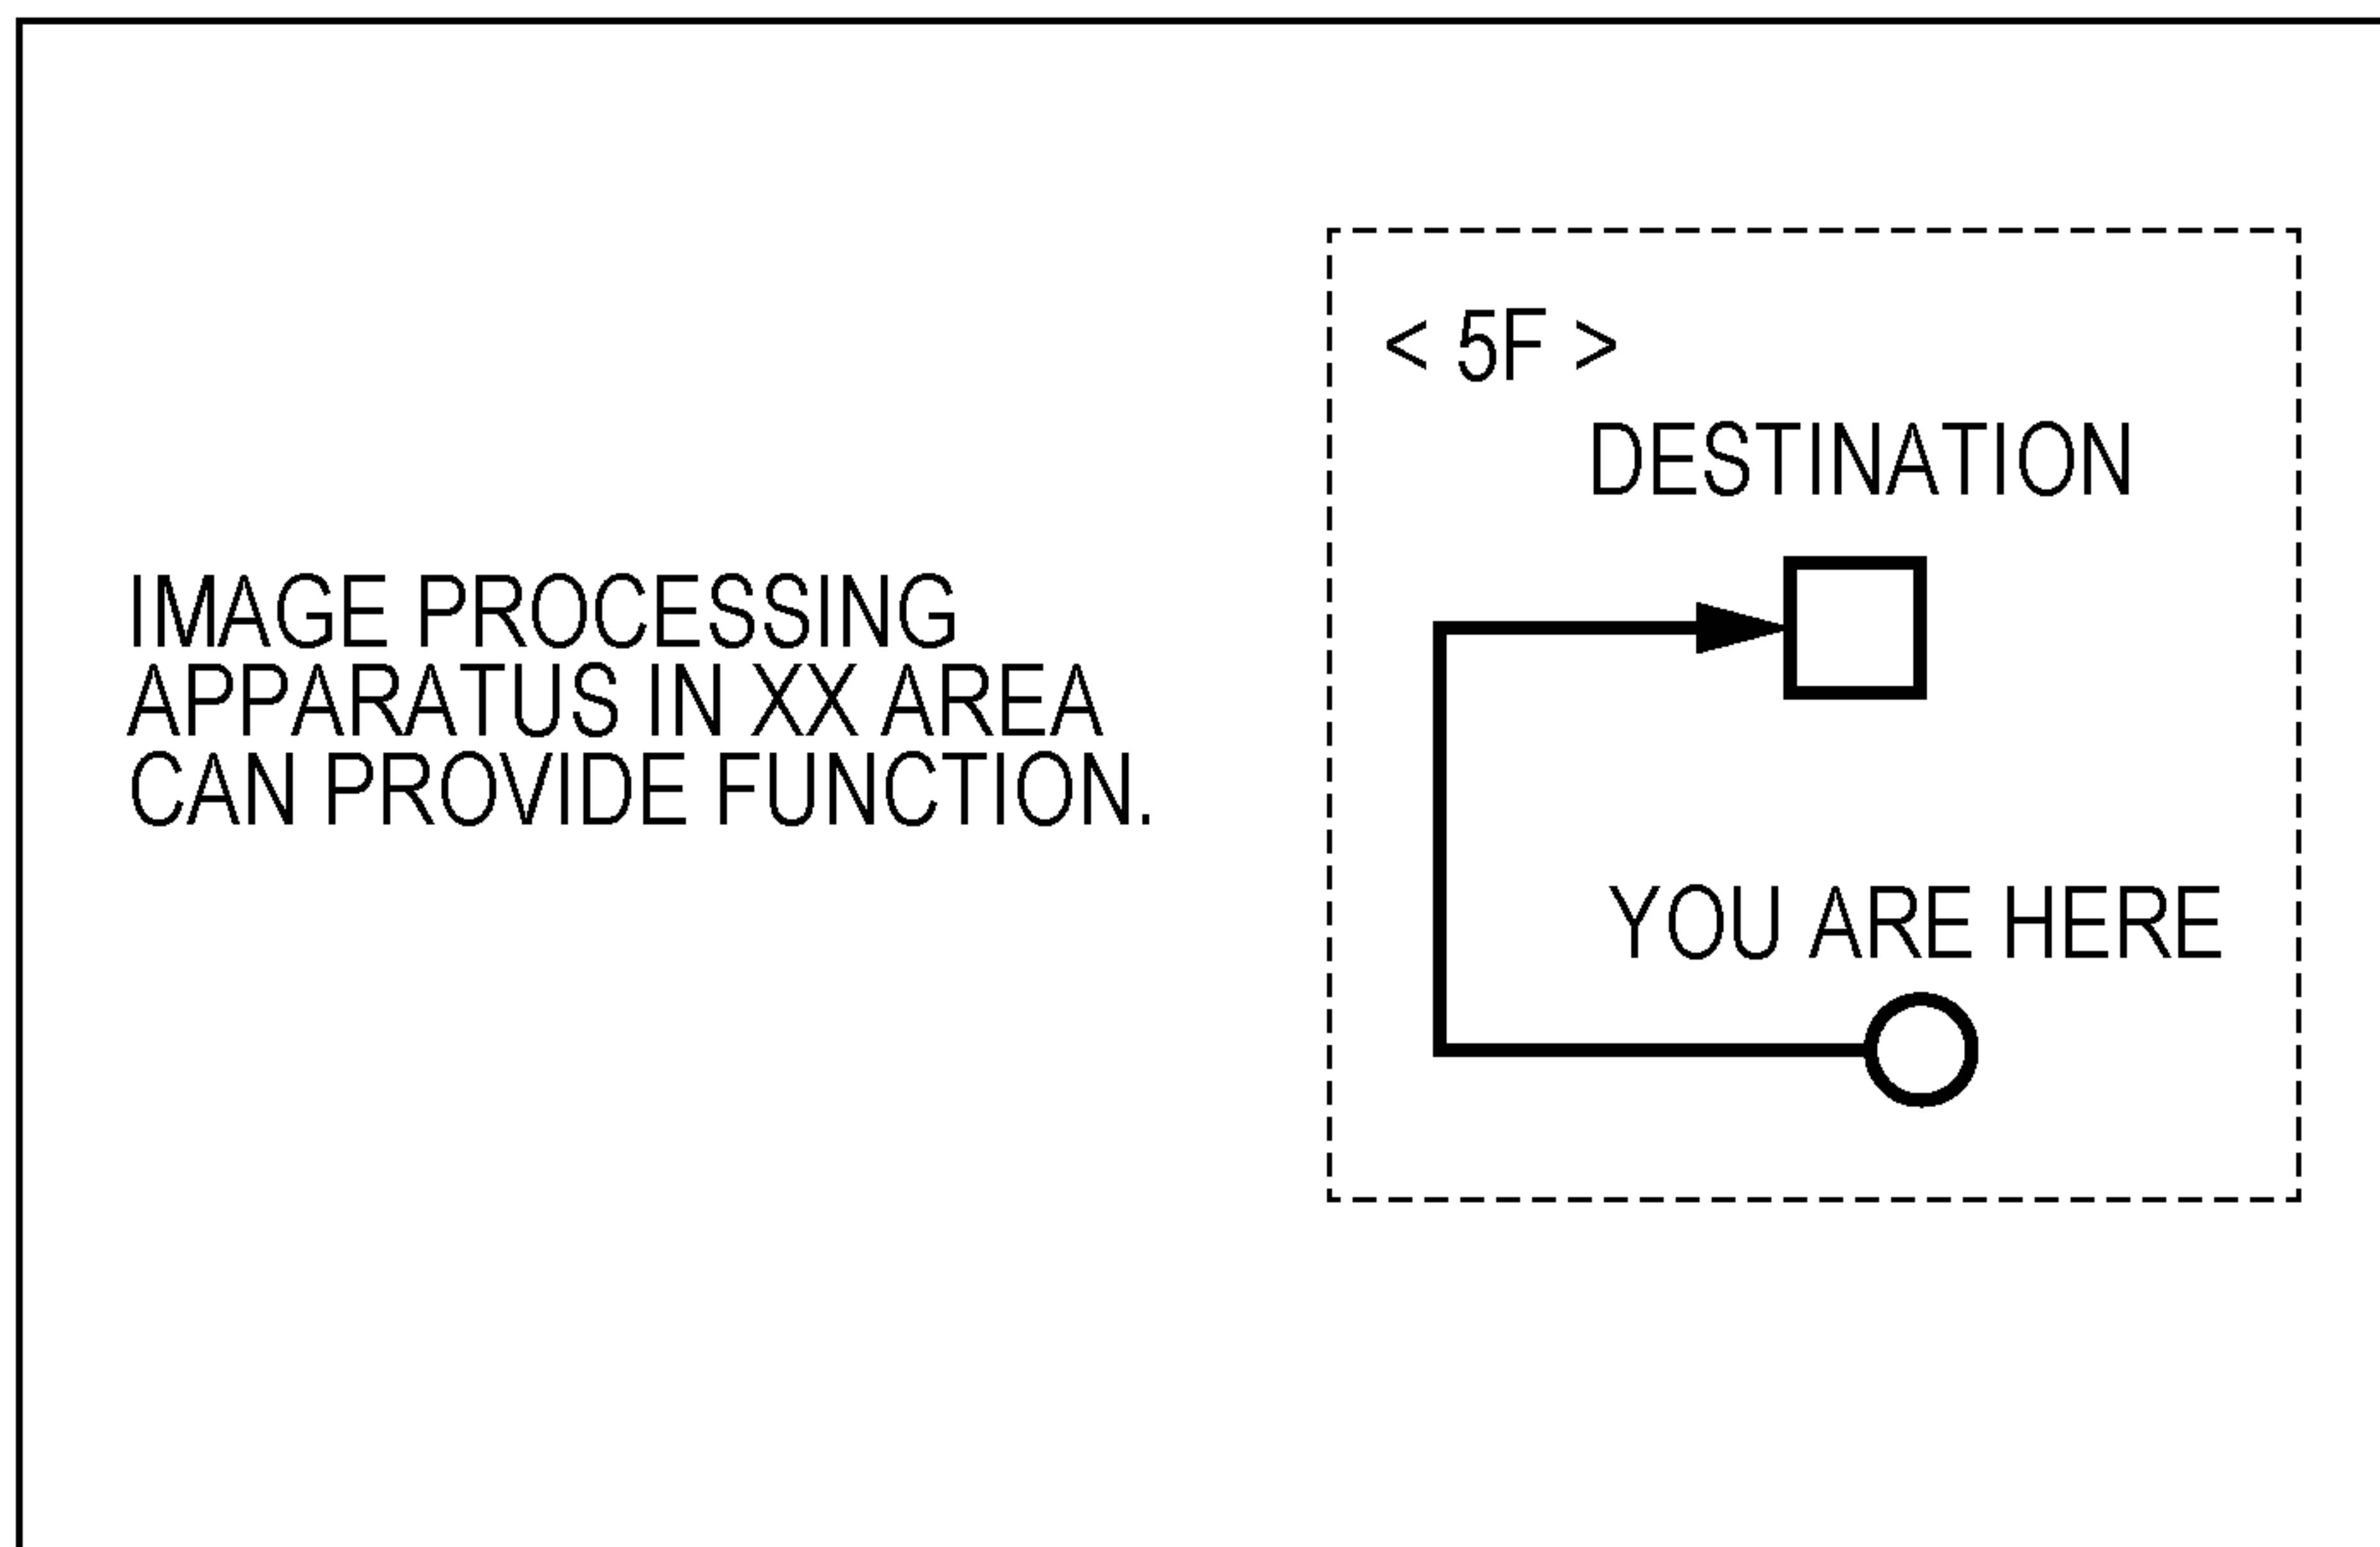 IMAGE PROCESSING
APPARATUS IN XX AREA
CAN PROVIDE FUNCTION.
< 5F >
DESTINATION
YOU ARE HERE